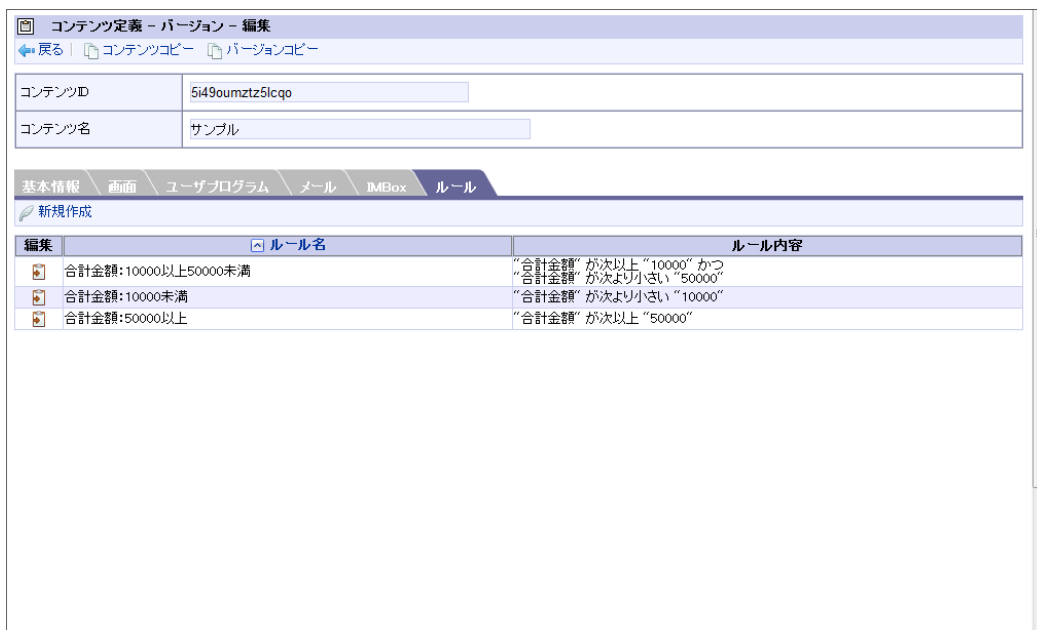 コンテンツ定義 - バージョン - 編集
戻る | コンテンツコピー バージョンコピー
コンテンツID 5i49oumztz5lcqo
コンテンツ名 サンプル
基本情報 画面 ユーザプログラム メール IMBox ルール
新規作成
編集 ルール名 ルール内容
合計金額:10000以上50000未満 "合計金額" が次以上 "10000" かつ
"合計金額" が次より小さい "50000"
合計金額:10000未満 "合計金額" が次より小さい "10000"
合計金額:50000以上 "合計金額" が次以上 "50000"